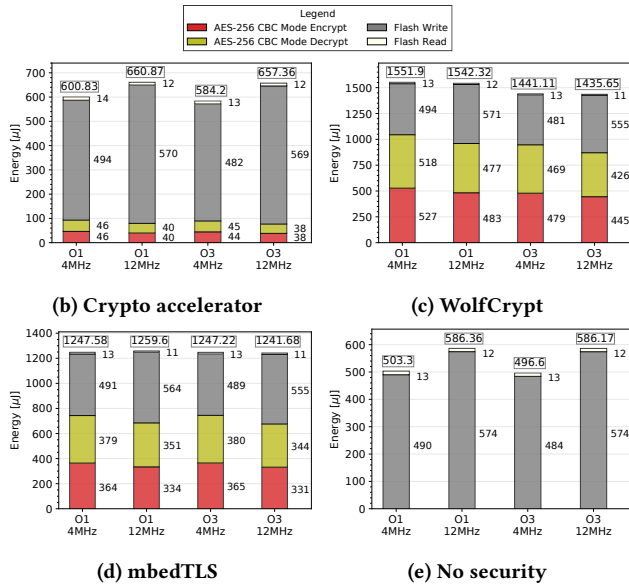 Legend
AES-256 CBC Mode Encrypt
AES-256 CBC Mode Decrypt
Flash Write
Flash Read
Energy [µJ]
700
600
500
400
300
200
100
0
600.83
14
494
46
46
660.87
12
570
40
40
584.2
13
482
45
44
657.36
12
569
38
38
O1
4MHz
O1
12MHz
O3
4MHz
O3
12MHz
(b) Crypto accelerator
Energy [µJ]
1500
1250
1000
750
500
250
0
1551.9
13
494
518
527
1542.32
12
571
477
483
1441.11
13
481
469
479
1435.65
11
555
426
445
O1
4MHz
O1
12MHz
O3
4MHz
O3
12MHz
(c) WolfCrypt
Energy [µJ]
1400
1200
1000
800
600
400
200
0
1247.58
13
491
379
364
1259.6
11
564
351
334
1247.22
13
489
380
365
1241.68
11
555
344
331
O1
4MHz
O1
12MHz
O3
4MHz
O3
12MHz
(d) mbedTLS
Energy [µJ]
600
500
400
300
200
100
0
503.3
13
490
586.36
12
574
496.6
13
484
586.17
12
574
O1
4MHz
O1
12MHz
O3
4MHz
O3
12MHz
(e) No security